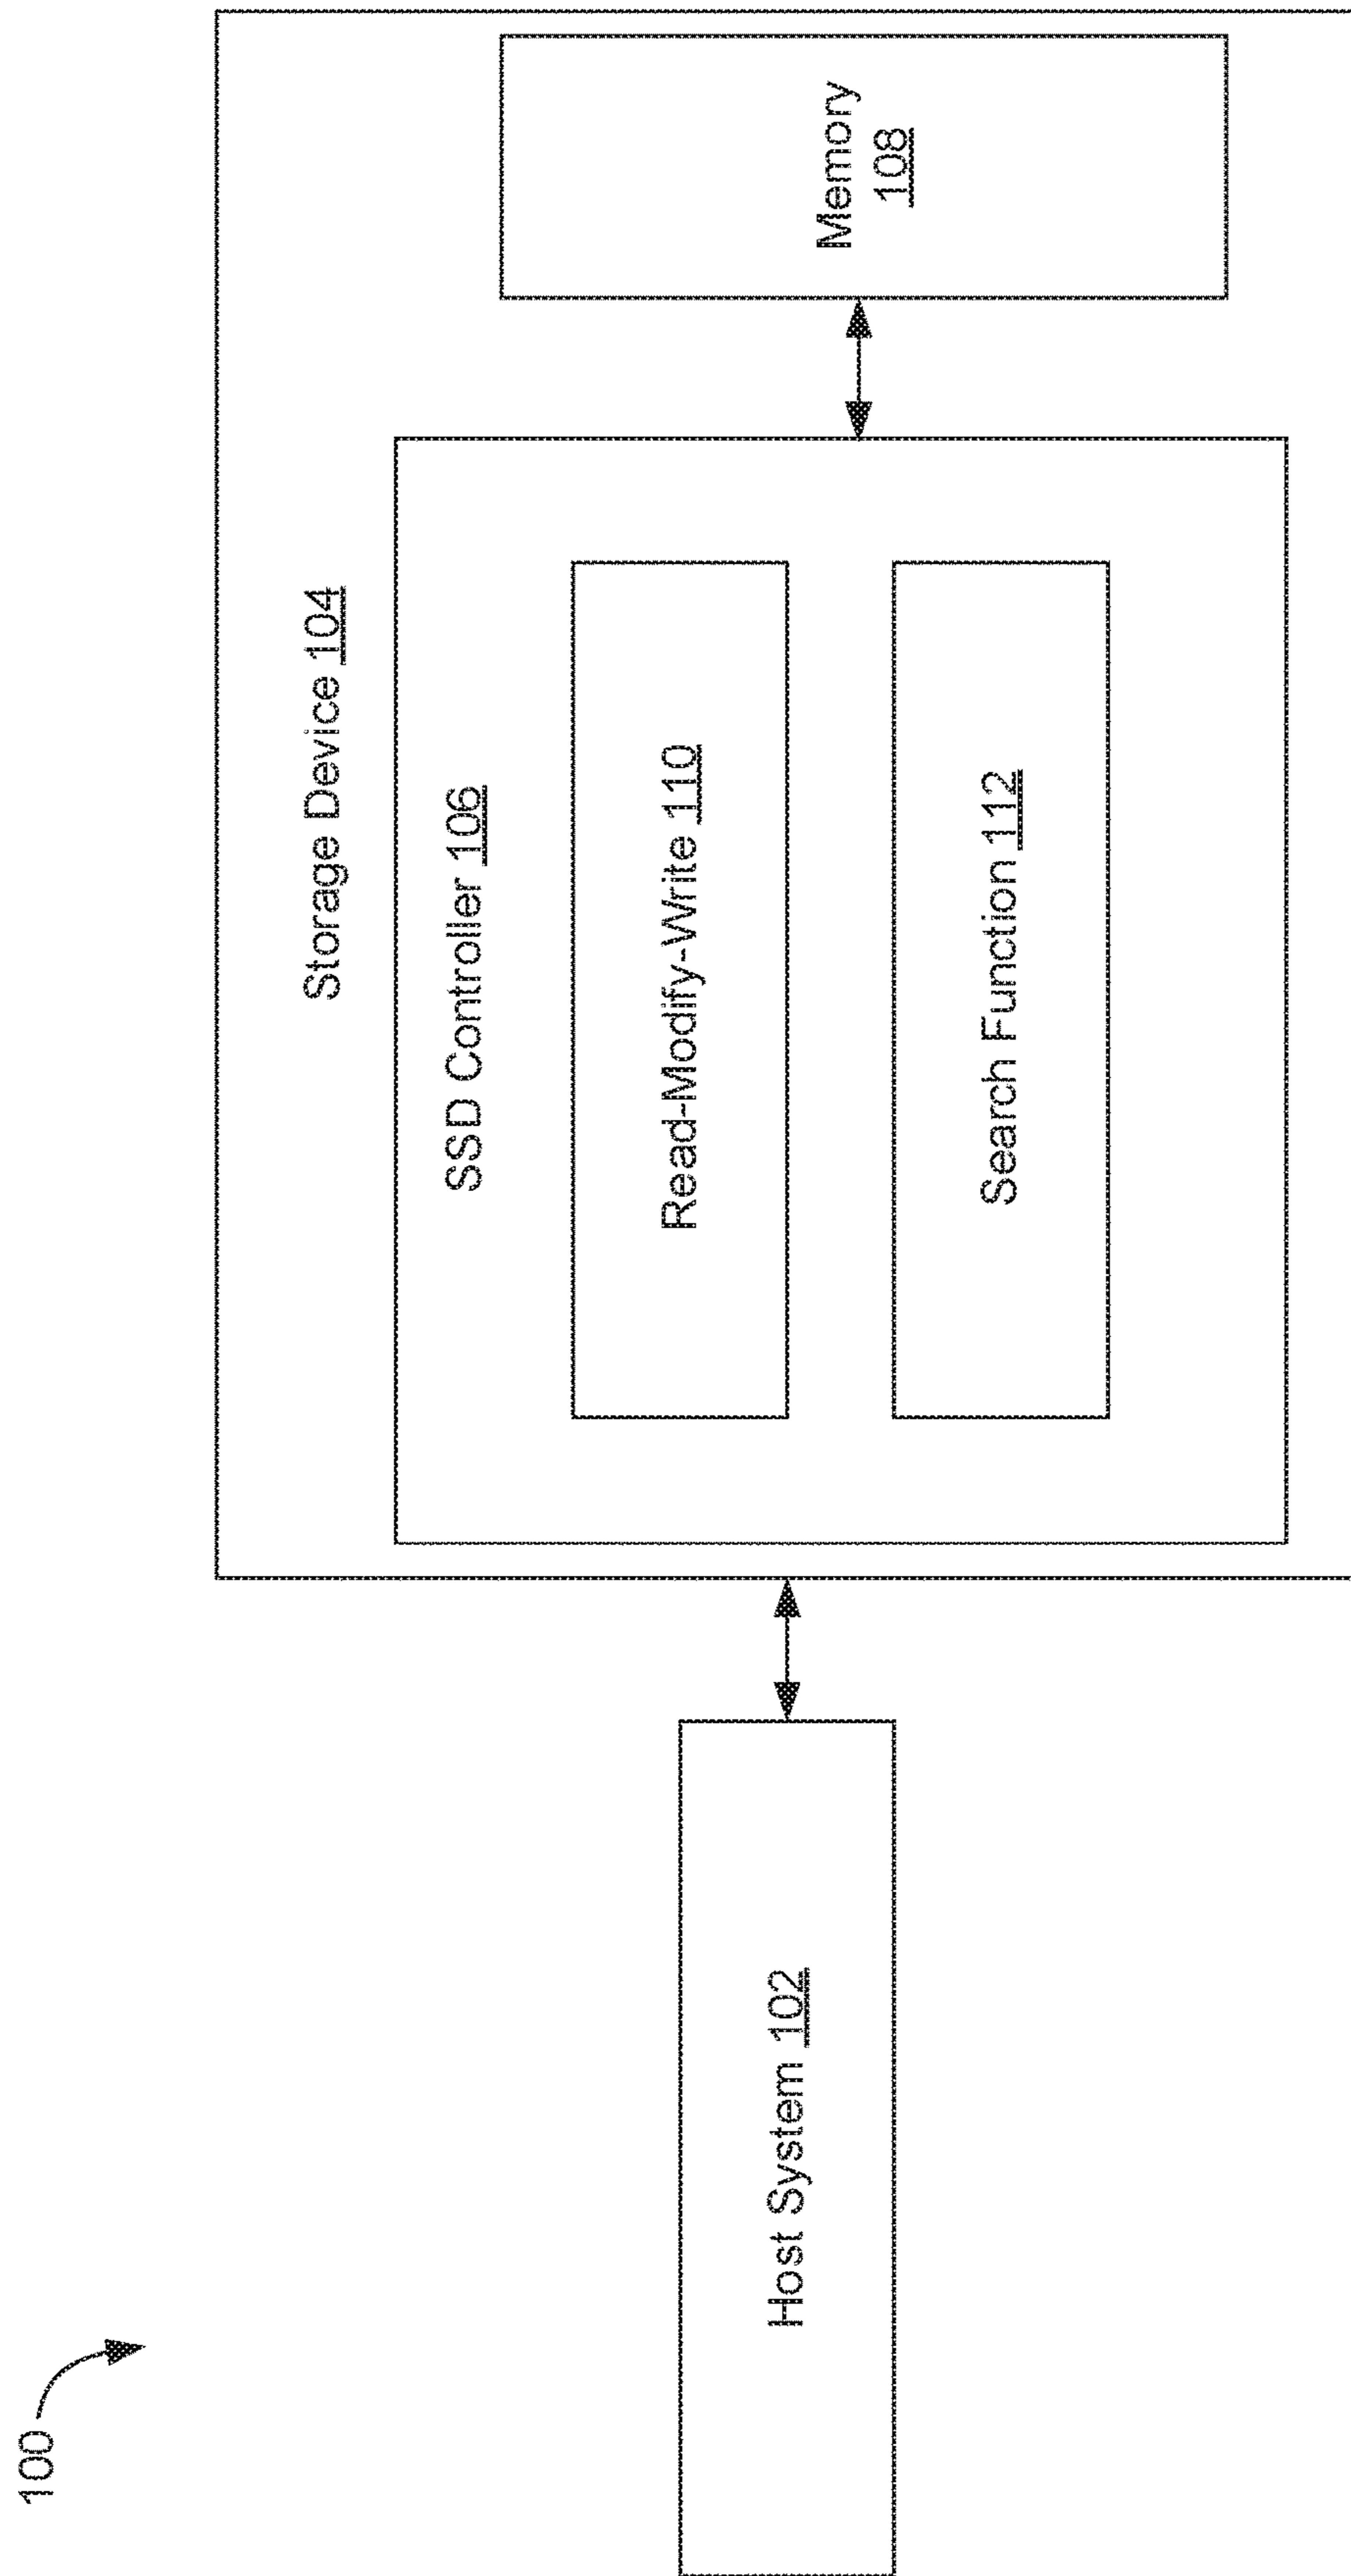 100
Host System 102
Storage Device 104
SSD Controller 106
Read-Modify-Write 110
Search Function 112
Memory
108